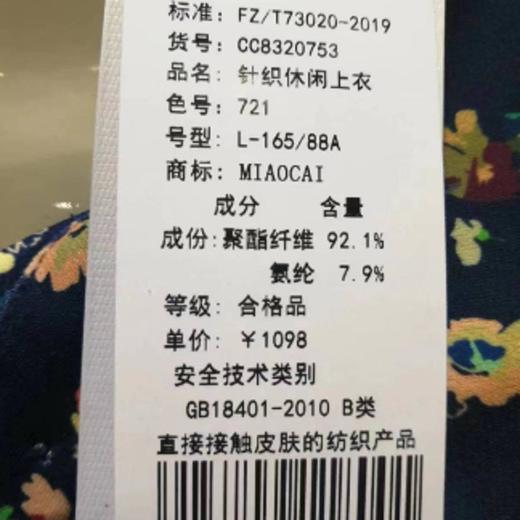 标准: FZ/T73020-2019
货号: CC8320753
品名: 针织休闲上衣
色号: 721
号型: L-165/88A
商标: MIAOCAI
成分 含量
成份: 聚酯纤维 92.1%
氨纶 7.9%
等级: 合格品
单价: ￥1098
安全技术类别
GB18401-2010 B类
直接接触皮肤的纺织产品